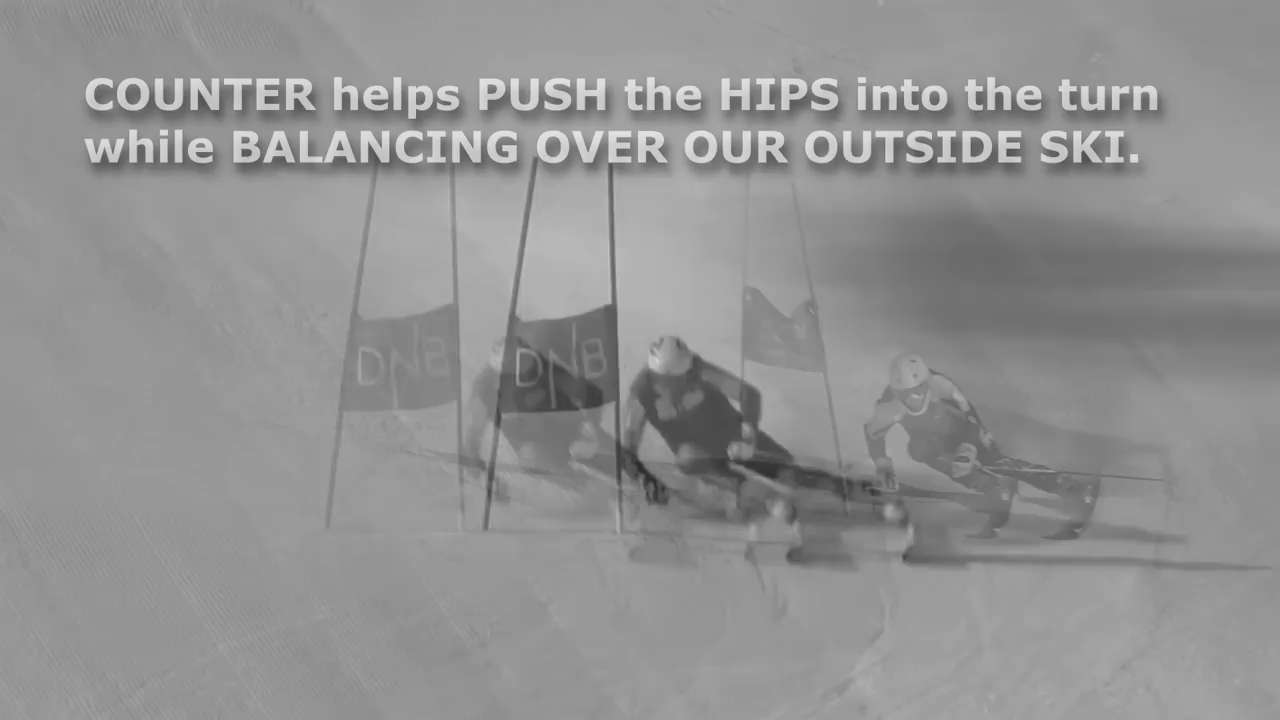 COUNTER helps PUSH the HIPS into the turn
while BALANCING OVER OUR OUTSIDE SKI.
DNB DNB